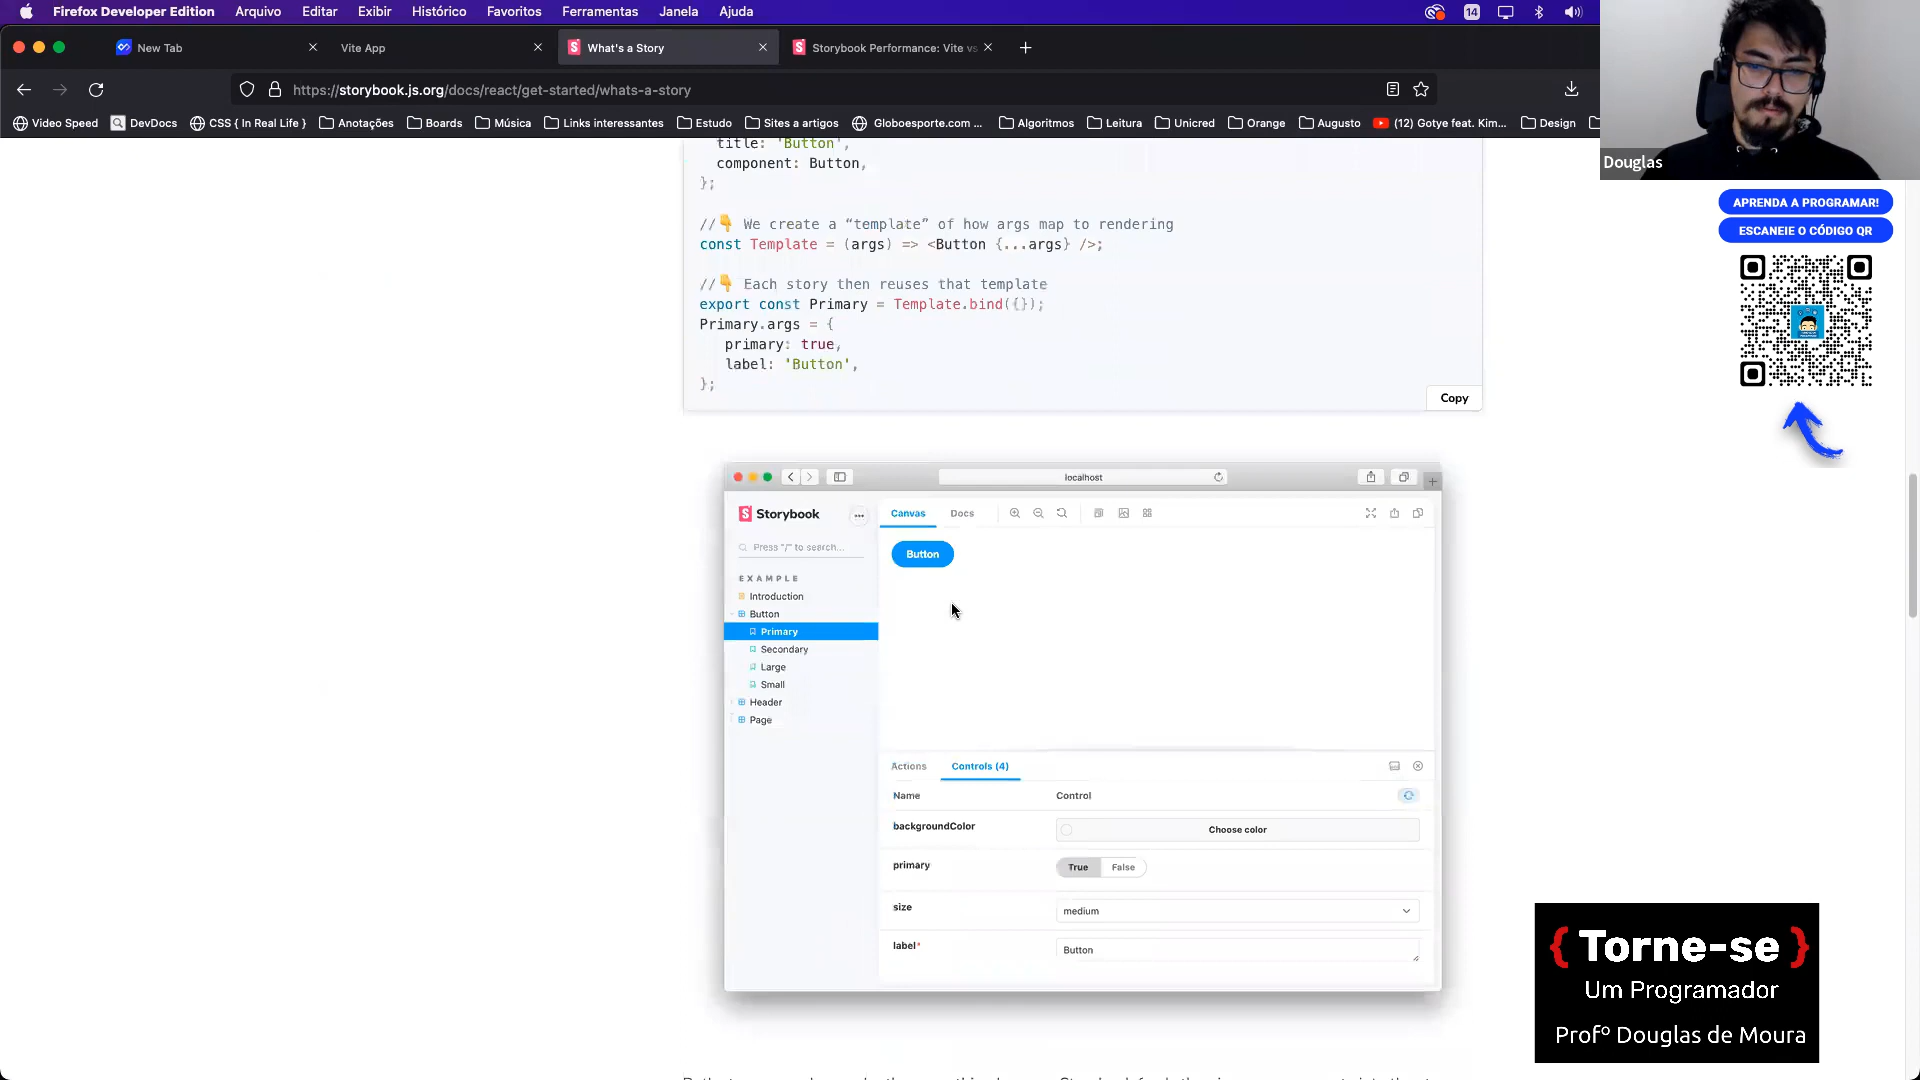 Firefox Developer Edition Arquivo Editar Exibir Histórico Favoritos Ferramentas Janela Ajuda 14
New Tab Vite App What's a Story Storybook Performance: Vite vs
https://storybook.js.org/docs/react/get-started/whats-a-story
Video Speed DevDocs CSS { In Real Life } Anotações Boards Música Links interessantes Estudo Sites a artigos Globoesporte.com ... Algoritmos Leitura Unicred Orange Augusto (12) Gotye feat. Kim... Design
Douglas
APRENDA A PROGRAMAR!
ESCANEIE O CÓDIGO QR
title: 'Button',
component: Button,
};
//👇 We create a “template” of how args map to rendering
const Template = (args) => <Button {...args} />;
//👇 Each story then reuses that template
export const Primary = Template.bind({});
Primary.args = {
primary: true,
label: 'Button',
};
Copy
localhost
Storybook
Canvas Docs
Press "/" to search...
Button
EXAMPLE
Introduction
Button
Primary
Secondary
Large
Small
Header
Page
Actions Controls (4)
Name Control
backgroundColor Choose color
primary True False
size medium
label* Button
{ Torne-se }
Um Programador
Profº Douglas de Moura